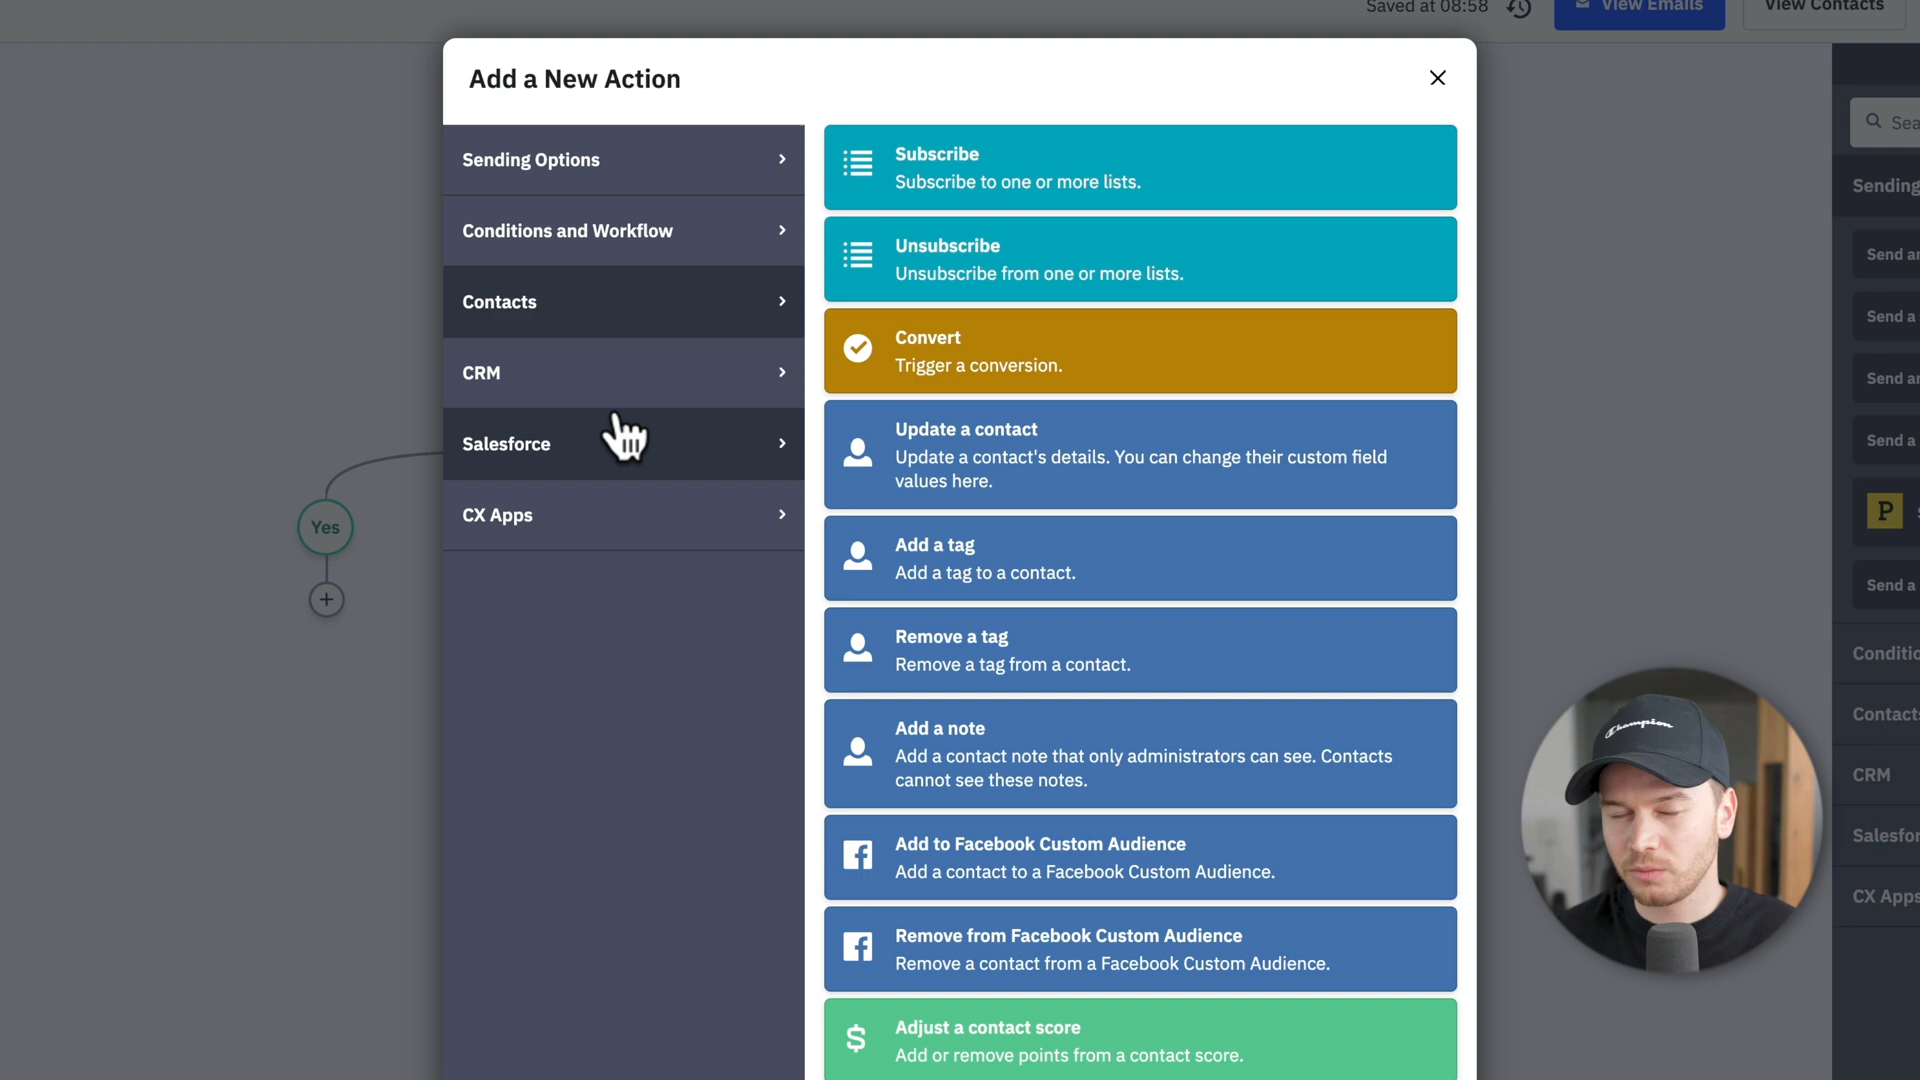 Saved at 08:58
View Emails
View Contacts
Add a New Action
Sending Options
Conditions and Workflow
Contacts
CRM
Salesforce
CX Apps
Subscribe
Subscribe to one or more lists.
Unsubscribe
Unsubscribe from one or more lists.
Convert
Trigger a conversion.
Update a contact
Update a contact's details. You can change their custom field
values here.
Add a tag
Add a tag to a contact.
Remove a tag
Remove a tag from a contact.
Add a note
Add a contact note that only administrators can see. Contacts
cannot see these notes.
Add to Facebook Custom Audience
Add a contact to a Facebook Custom Audience.
Remove from Facebook Custom Audience
Remove a contact from a Facebook Custom Audience.
Adjust a contact score
Add or remove points from a contact score.
Yes
Sea
Sending
Send a
Send a
Send a
Send a
P
Send a
Conditio
Contacts
CRM
Salesfor
CX Apps
Champion